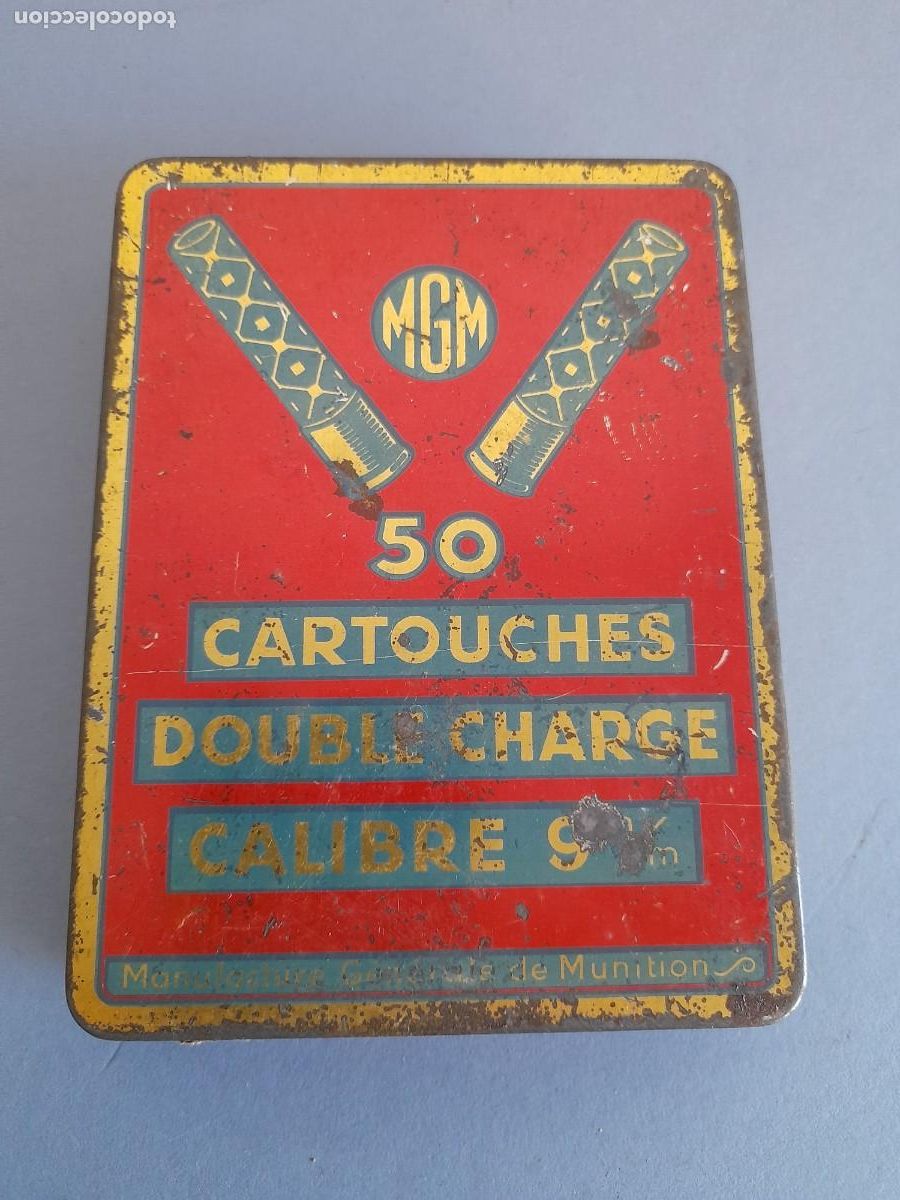 todocoleccion
MGM
50
CARTOUCHES
DOUBLE CHARGE
CALIBRE 9 m/m
Manufacture Générale de Munition